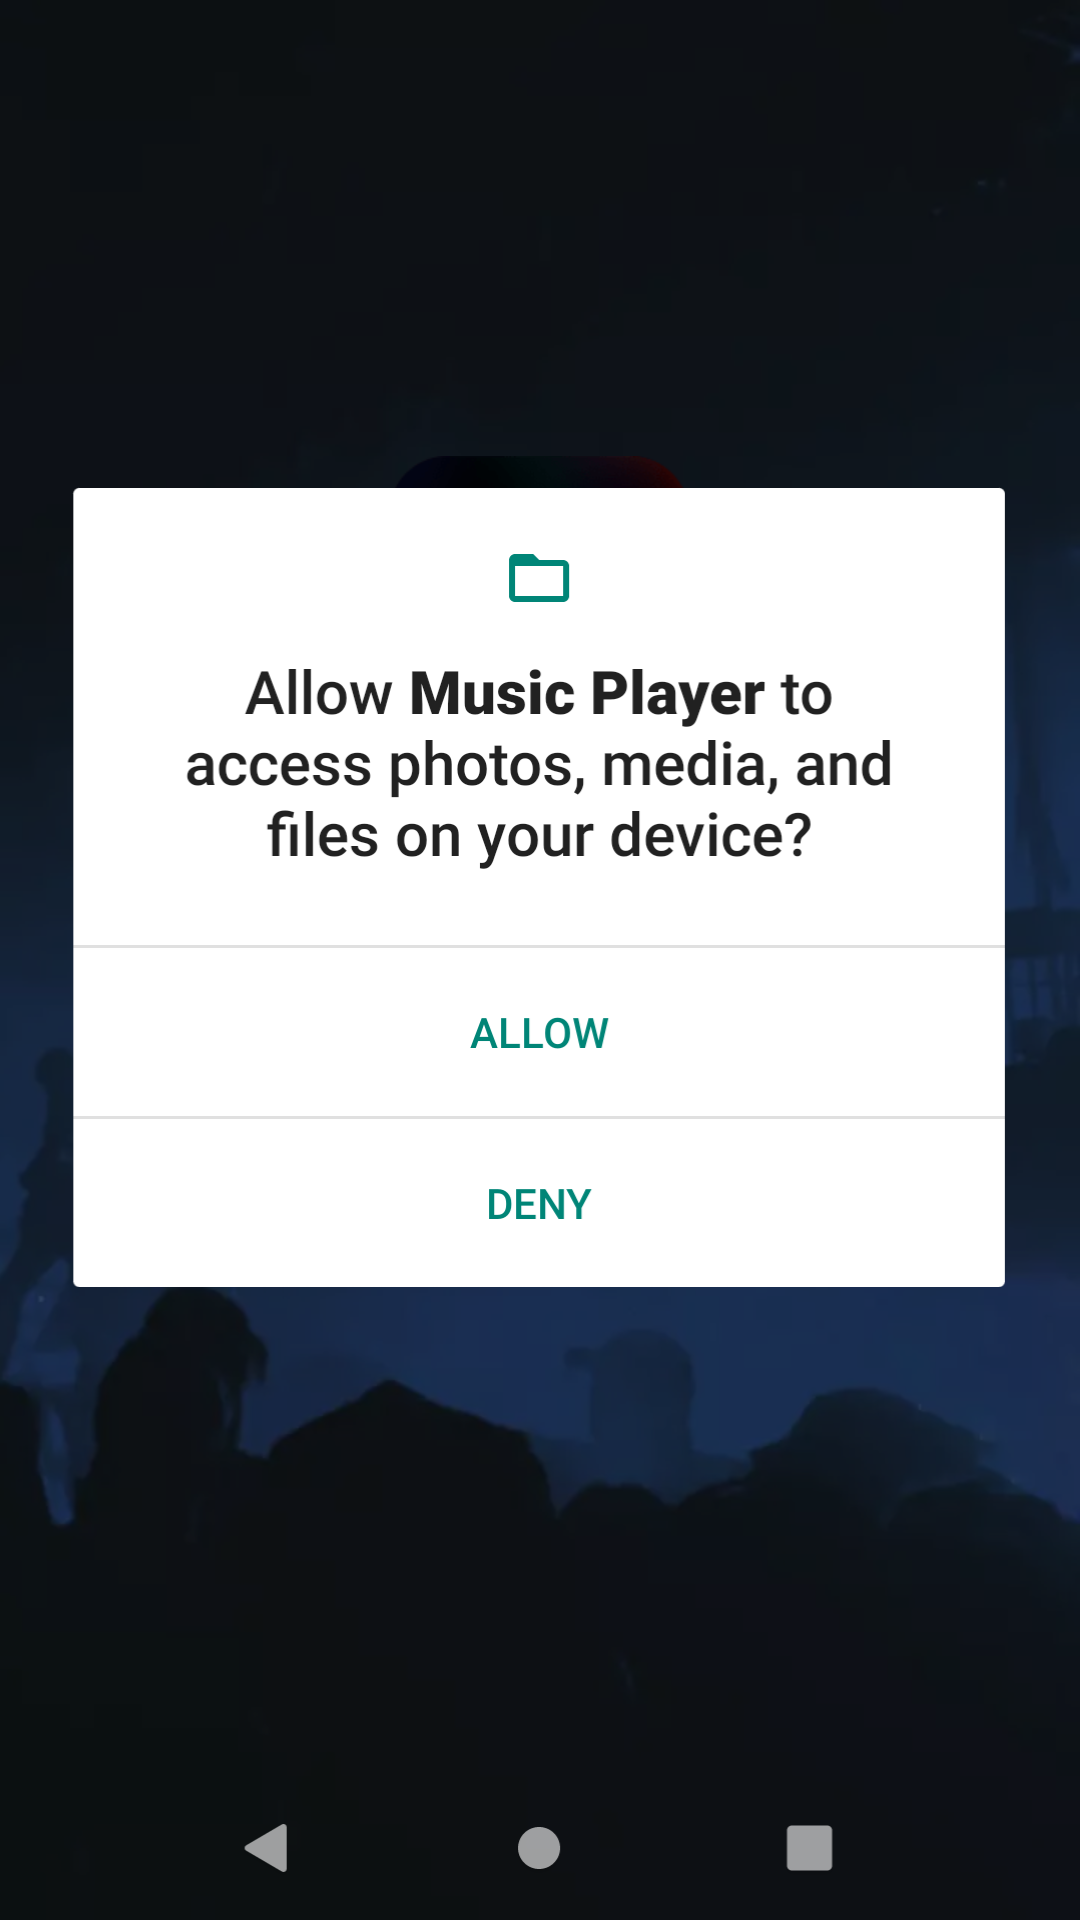 Allow Music Player to
access photos, media, and
files on your device?
ALLOW
DENY